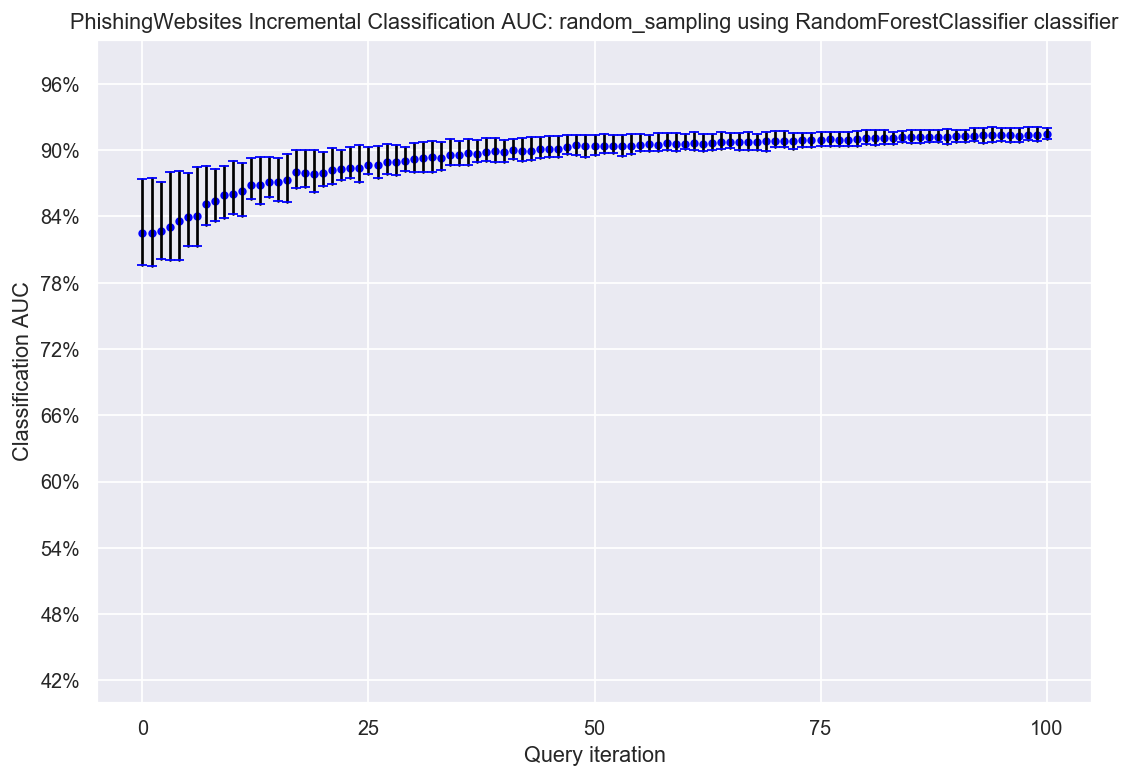 PhishingWebsites Incremental Classification AUC: random_sampling using RandomForestClassifier classifier
96%
90%
84%
78%
72%
66%
60%
54%
48%
42%
Classification AUC
0 25 50 75 100
Query iteration